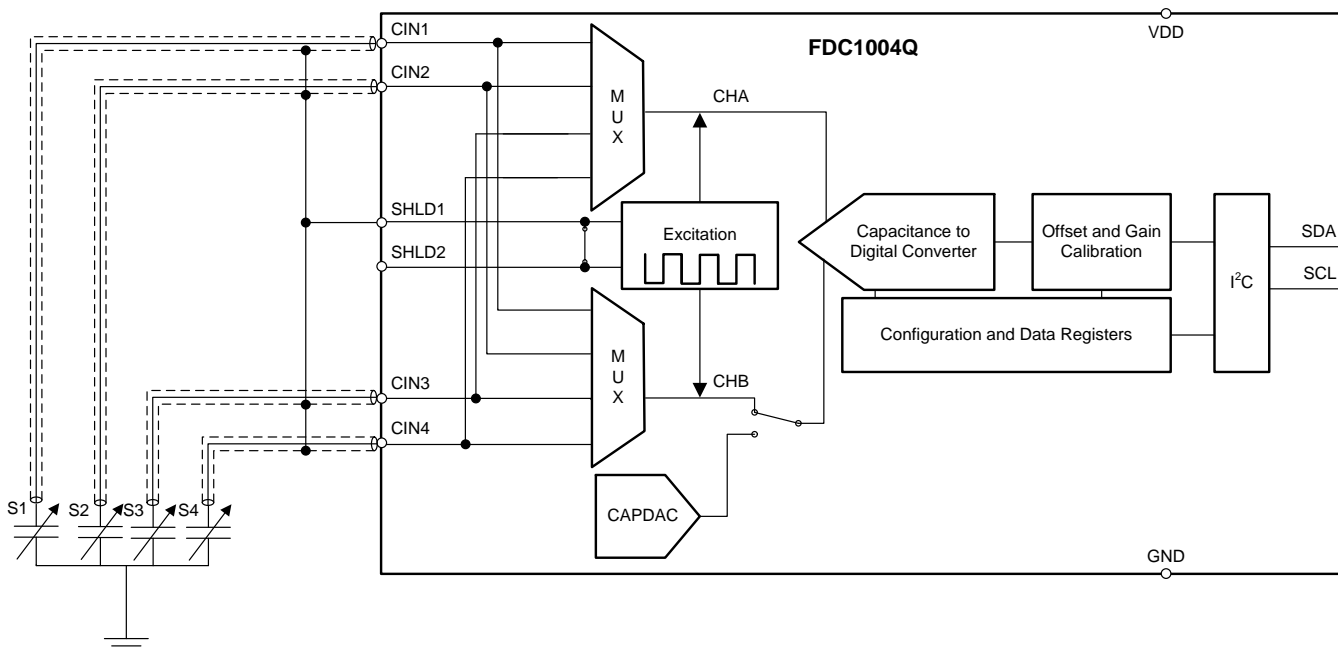 CIN1
FDC1004Q
VDD
CIN2
M
U
X
CHA
SHLD1
Excitation
Capacitance to
Digital Converter
Offset and Gain
Calibration
SDA
SHLD2
I²C
SCL
Configuration and Data Registers
M
U
X
CIN3
CHB
CIN4
S1
S2
S3
S4
CAPDAC
GND